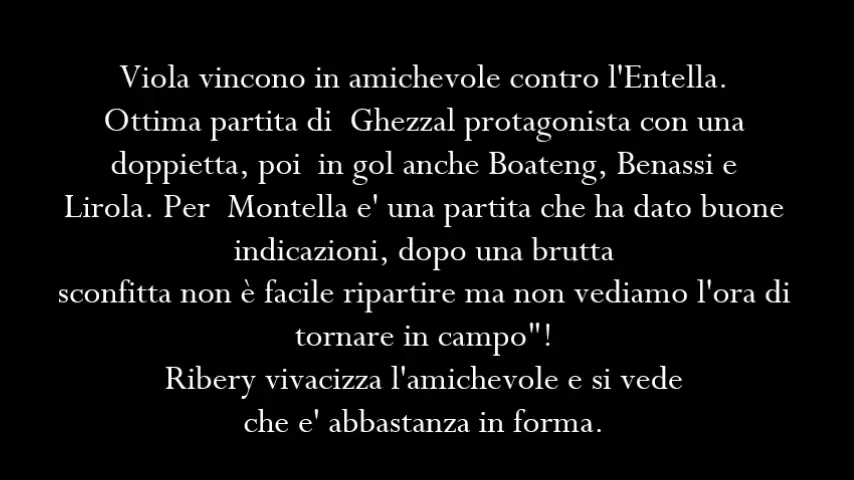 Viola vincono in amichevole contro l'Entella.
Ottima partita di  Ghezzal protagonista con una
doppietta, poi  in gol anche Boateng, Benassi e
Lirola. Per  Montella e' una partita che ha dato buone
indicazioni, dopo una brutta
sconfitta non è facile ripartire ma non vediamo l'ora di
tornare in campo"!
Ribery vivacizza l'amichevole e si vede
che e' abbastanza in forma.